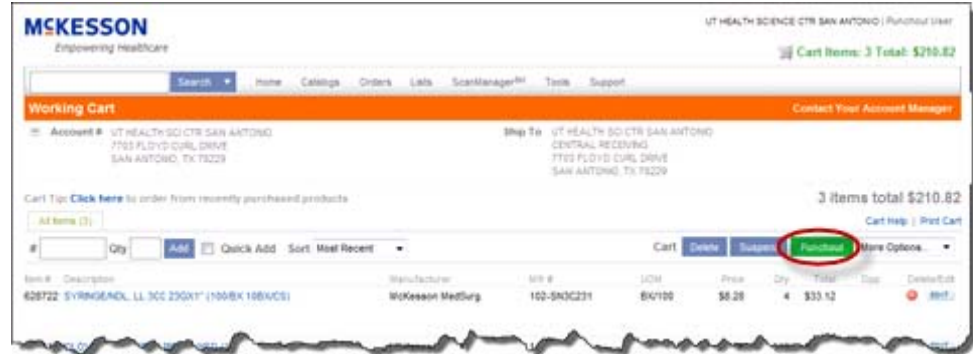 MCKESSON
Empowering Healthcare
UT HEALTH SCIENCE CTR SAN ANTONIO | Punchout User
Cart Items: 3 Total: $210.82
Search Home Catalogs Orders Lists ScanManager Tools Support
Working Cart Contact Your Account Manager
Account # UT HEALTH SCI CTR SAN ANTONIO Ship To UT HEALTH SCI CTR SAN ANTONIO
7703 FLOYD CURL DRIVE CENTRAL RECEIVING
SAN ANTONIO, TX 78229 7703 FLOYD CURL DRIVE
SAN ANTONIO, TX 78229
Cart Tip: Click here to order from recently purchased products 3 items total $210.82
All Items (3) Cart Help | Print Cart
# Qty Add Quick Add Sort Most Recent Cart Delete Suspend Punchout More Options...
Item # Description Manufacturer Mfr # UOM Price Qty Total Delete/Edit
628722 SYRINGE/NDL, LL 3CC 23GX1" (100/BX 10BX/CS) McKesson MedSurg 102-SN3C231 BX/100 $8.28 4 $33.12